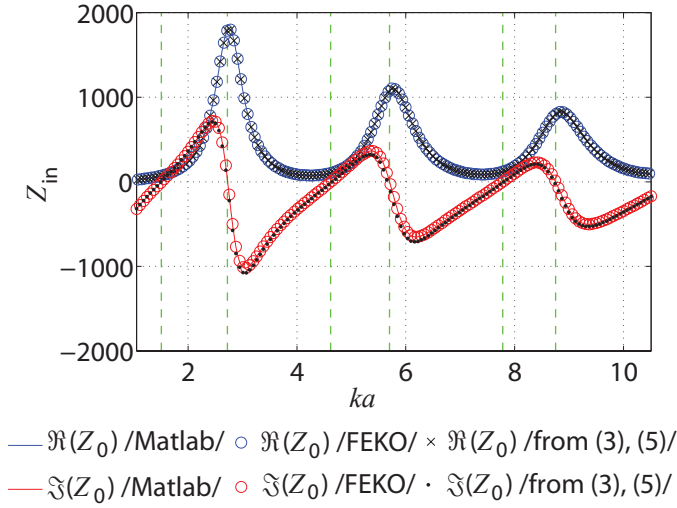 2000
1000
0
−1000
−2000
Z_in
2 4 6 8 10
ka
ℜ(Z_0) /Matlab/ ℜ(Z_0) /FEKO/ × ℜ(Z_0) /from (3), (5)/
ℑ(Z_0) /Matlab/ ℑ(Z_0) /FEKO/ · ℑ(Z_0) /from (3), (5)/